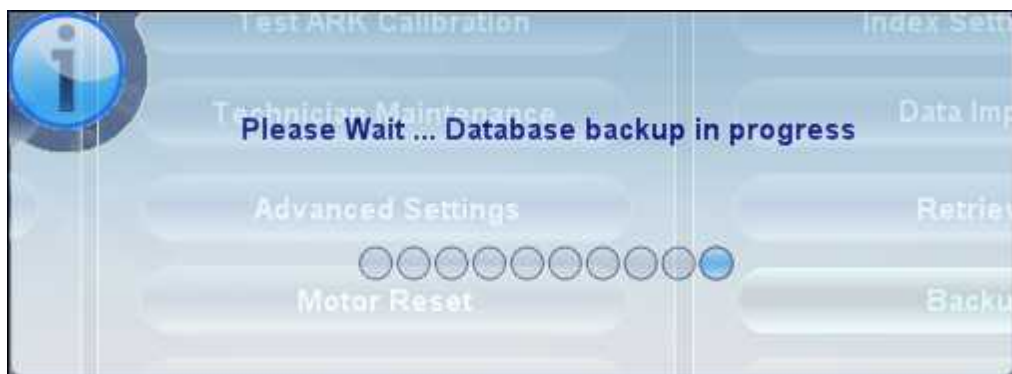 Test ARK Calibration
Index Sett
Technician Maintenance
Data Imp
Please Wait ... Database backup in progress
Advanced Settings
Retrie
Motor Reset
Backu